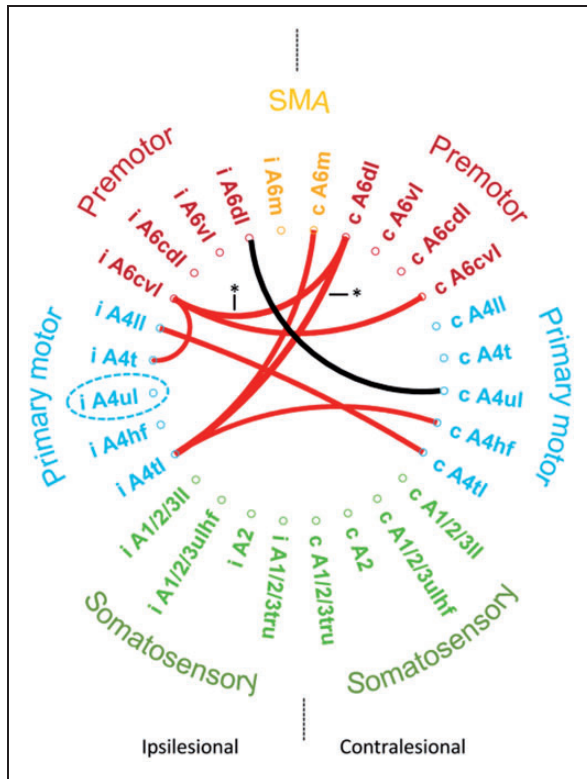 SMA
Premotor
Premotor
i A6m
c A6m
i A6dl
c A6dl
i A6vl
c A6vl
i A6cdl
c A6cdl
i A6cvl
c A6cvl
*
*
i A4ll
c A4ll
i A4t
c A4t
i A4ul
c A4ul
i A4hf
c A4hf
i A4tl
c A4tl
Primary motor
Primary motor
i A1/2/3ll
c A1/2/3ll
i A1/2/3ulhf
c A1/2/3ulhf
i A2
c A2
i A1/2/3tru
c A1/2/3tru
Somatosensory
Somatosensory
Ipsilesional
Contralesional